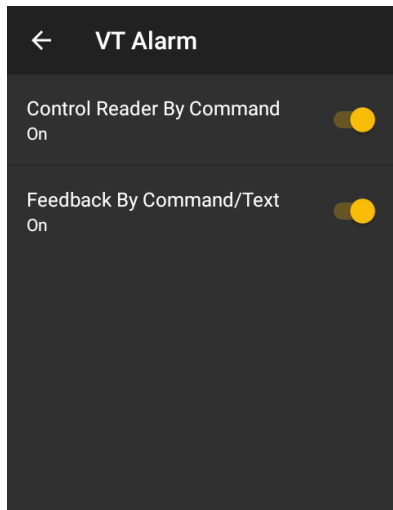 VT Alarm
Control Reader By Command
On
Feedback By Command/Text
On